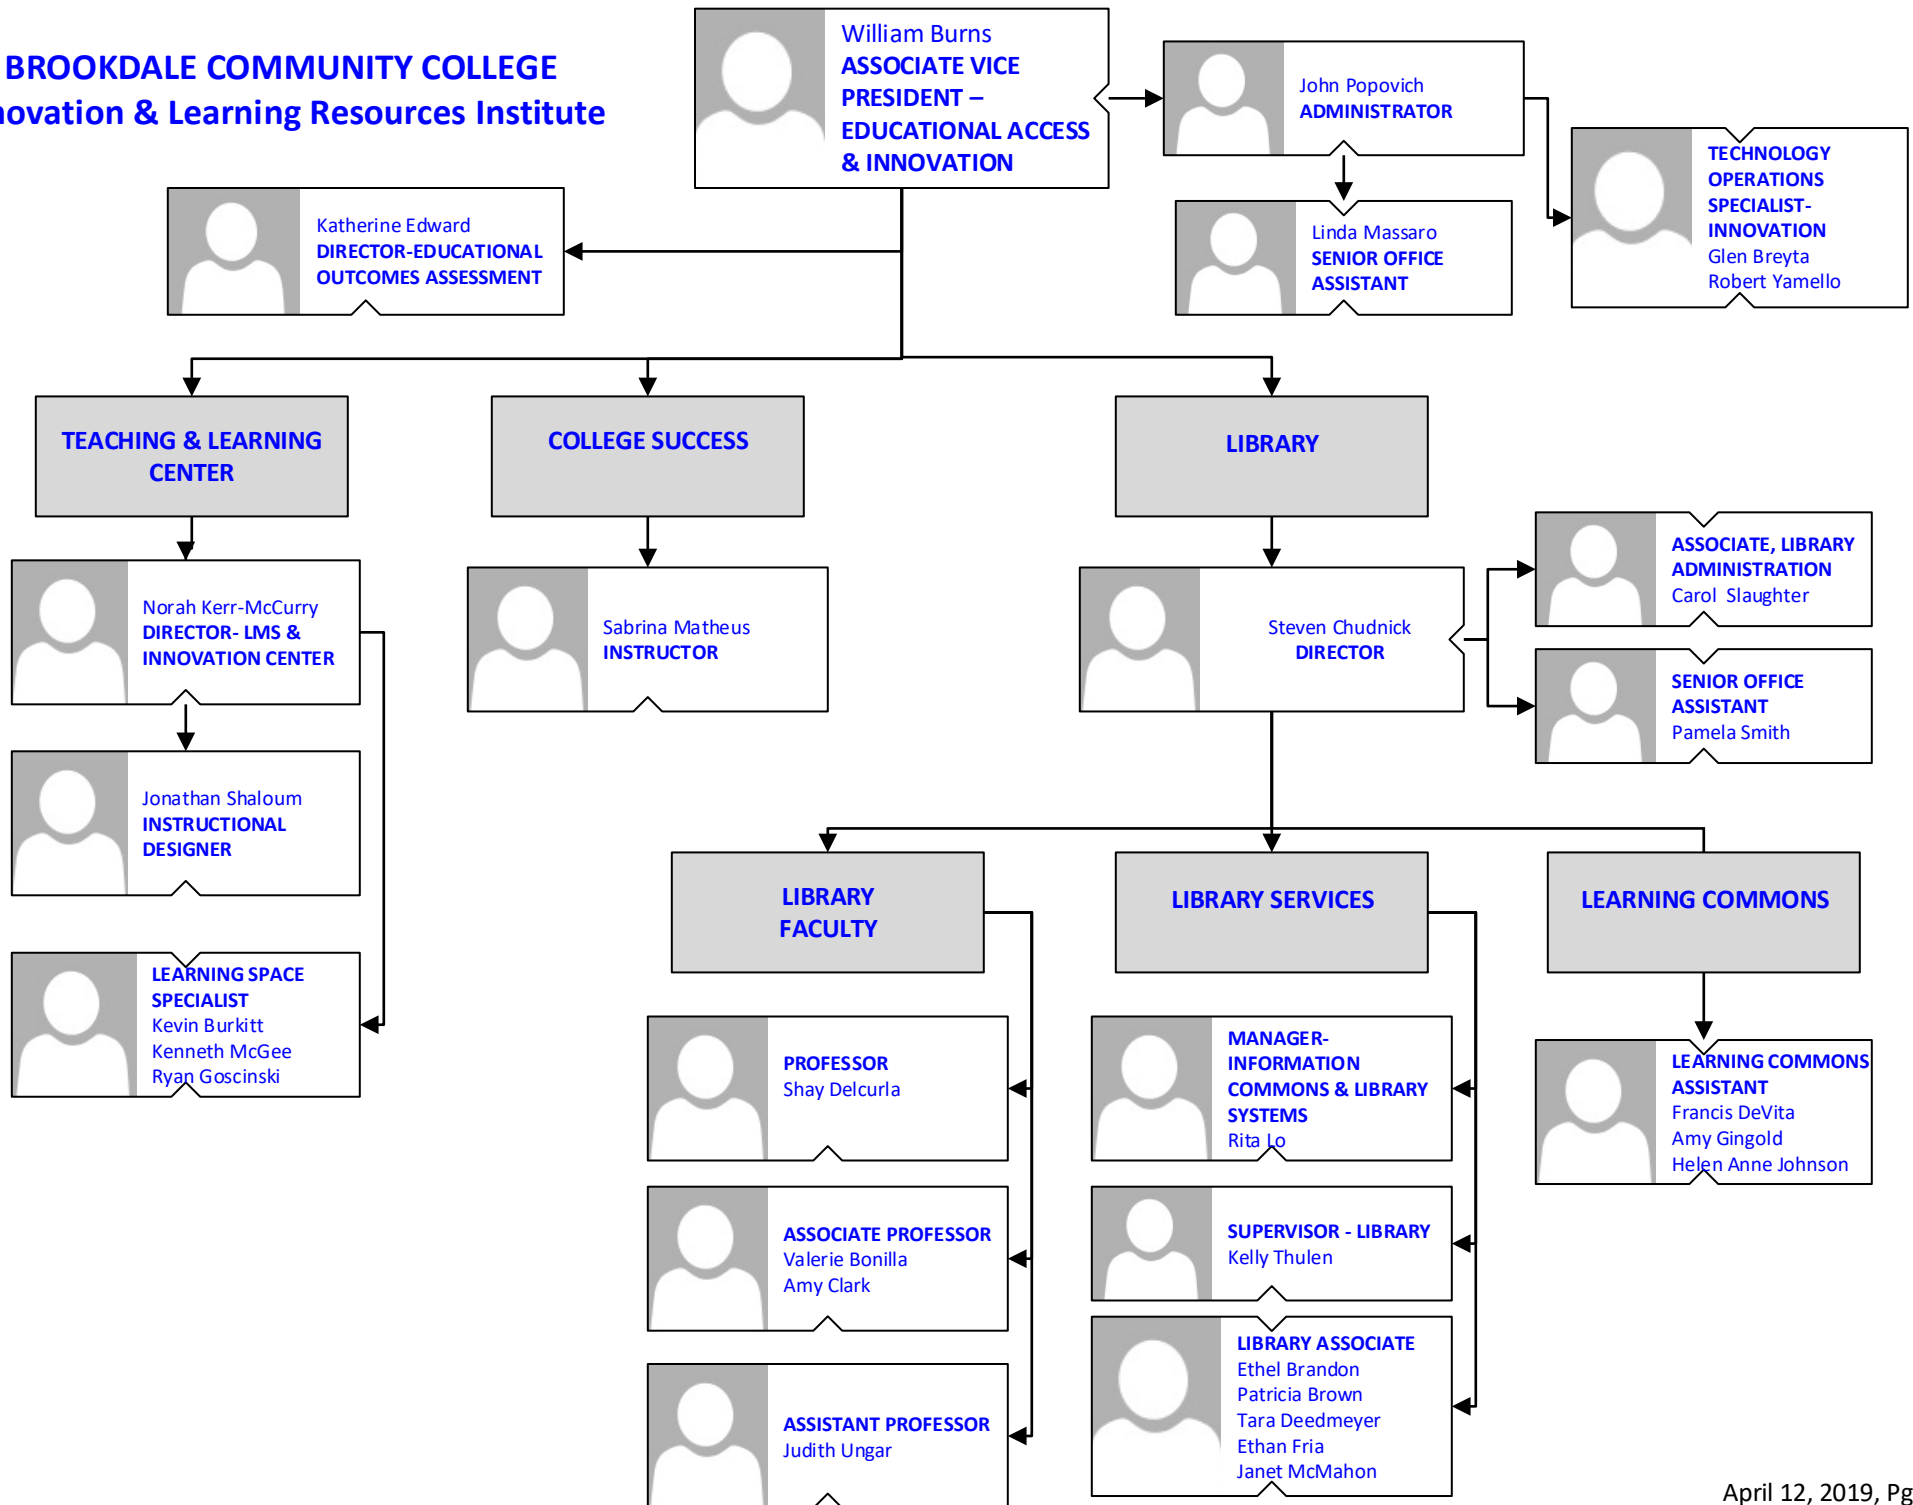 BROOKDALE COMMUNITY COLLEGE
& Learning Resources Institute
William Burns
ASSOCIATE VICE
PRESIDENT –
EDUCATIONAL ACCESS
& INNOVATION
John Popovich
ADMINISTRATOR
TECHNOLOGY
OPERATIONS
SPECIALIST-
INNOVATION
Glen Breyta
Robert Yamello
Linda Massaro
SENIOR OFFICE
ASSISTANT
Katherine Edward
DIRECTOR-EDUCATIONAL
OUTCOMES ASSESSMENT
TEACHING & LEARNING
CENTER
COLLEGE SUCCESS
LIBRARY
Norah Kerr-McCurry
DIRECTOR- LMS &
INNOVATION CENTER
Sabrina Matheus
INSTRUCTOR
Steven Chudnick
DIRECTOR
ASSOCIATE, LIBRARY
ADMINISTRATION
Carol  Slaughter
SENIOR OFFICE
ASSISTANT
Pamela Smith
Jonathan Shaloum
INSTRUCTIONAL
DESIGNER
LEARNING SPACE
SPECIALIST
Kevin Burkitt
Kenneth McGee
Ryan Goscinski
LIBRARY
FACULTY
LIBRARY SERVICES
LEARNING COMMONS
PROFESSOR
Shay Delcurla
ASSOCIATE PROFESSOR
Valerie Bonilla
Amy Clark
ASSISTANT PROFESSOR
Judith Ungar
MANAGER-
INFORMATION
COMMONS & LIBRARY
SYSTEMS
Rita Lo
SUPERVISOR - LIBRARY
Kelly Thulen
LIBRARY ASSOCIATE
Ethel Brandon
Patricia Brown
Tara Deedmeyer
Ethan Fria
Janet McMahon
LEARNING COMMONS
ASSISTANT
Francis DeVita
Amy Gingold
Helen Anne Johnson
April 12, 2019, Pg